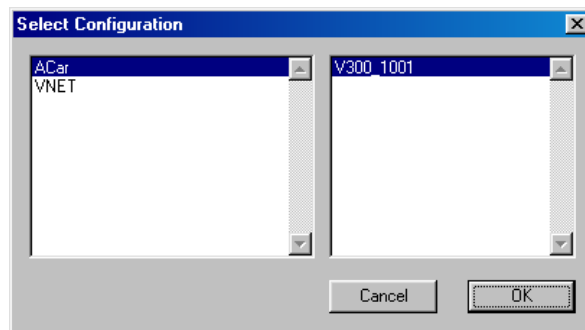 Select Configuration
ACar
VNET
V300_1001
Cancel
OK